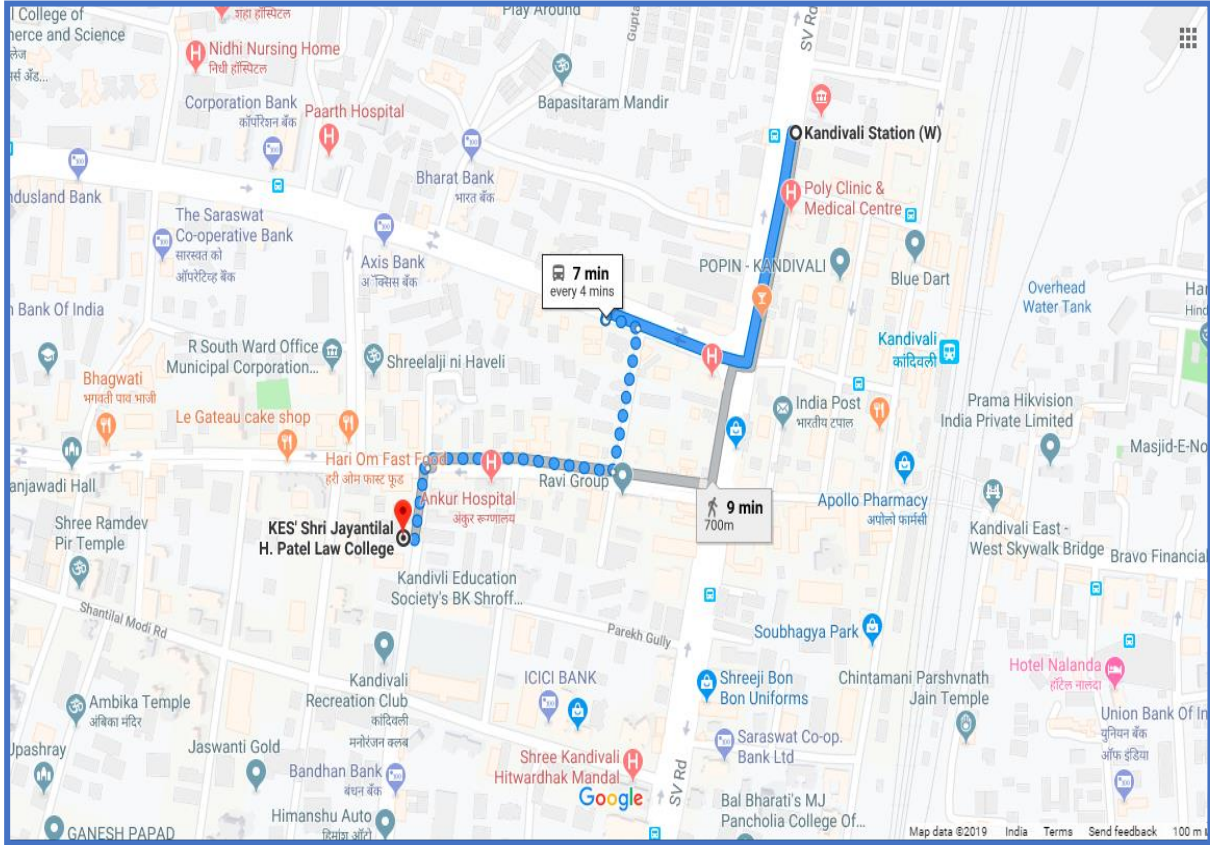 l College of
nerce and Science
लेज
र्स अँड...
शहा हॉस्पिटल
Play Around
Gupta
SV Rd
Nidhi Nursing Home
निधी हॉस्पिटल
Bapasitaram Mandir
Corporation Bank
कॉर्पोरेशन बँक
Paarth Hospital
Kandivali Station (W)
Bharat Bank
भारत बँक
Poly Clinic &
Medical Centre
ndusland Bank
The Saraswat
Co-operative Bank
सारस्वत को
ऑपरेटिव्ह बँक
Axis Bank
अ‍ॅक्सिस बँक
7 min
every 4 mins
POPIN - KANDIVALI
Blue Dart
Overhead
Water Tank
Ha
Hind
n Bank Of India
R South Ward Office
Municipal Corporation...
Shreelalji ni Haveli
Kandivali
कांदिवली
Bhagwati
भगवती पाव भाजी
Le Gateau cake shop
India Post
भारतीय टपाल
Prama Hikvision
India Private Limited
Masjid-E-No
anjawadi Hall
Hari Om Fast Food
हरी ओम फास्ट फूड
Ankur Hospital
अंकुर रूग्णालय
Ravi Group
9 min
700m
Apollo Pharmacy
अपोलो फार्मसी
Shree Ramdev
Pir Temple
KES' Shri Jayantilal
H. Patel Law College
Kandivali East -
West Skywalk Bridge
Bravo Financial
Kandivli Education
Society's BK Shroff...
Shantilal Modi Rd
Parekh Gully
Soubhagya Park
Kandivali
Recreation Club
कांदिवली
मनोरंजन क्लब
ICICI BANK
Shreeji Bon
Bon Uniforms
Chintamani Parshvnath
Jain Temple
Hotel Nalanda
हॉटेल नालंदा
Ambika Temple
अंबिका मंदिर
Union Bank Of In
युनियन बँक
ऑफ इंडिया
Upashray
Jaswanti Gold
Bandhan Bank
बंधन बँक
Shree Kandivali
Hitwardhak Mandal
Saraswat Co-op.
Bank Ltd
Google
SV Rd
Himanshu Auto
हिमांश ऑटो
GANESH PAPAD
Bal Bharati's MJ
Pancholia College Of...
Map data ©2019 India Terms Send feedback 100 m